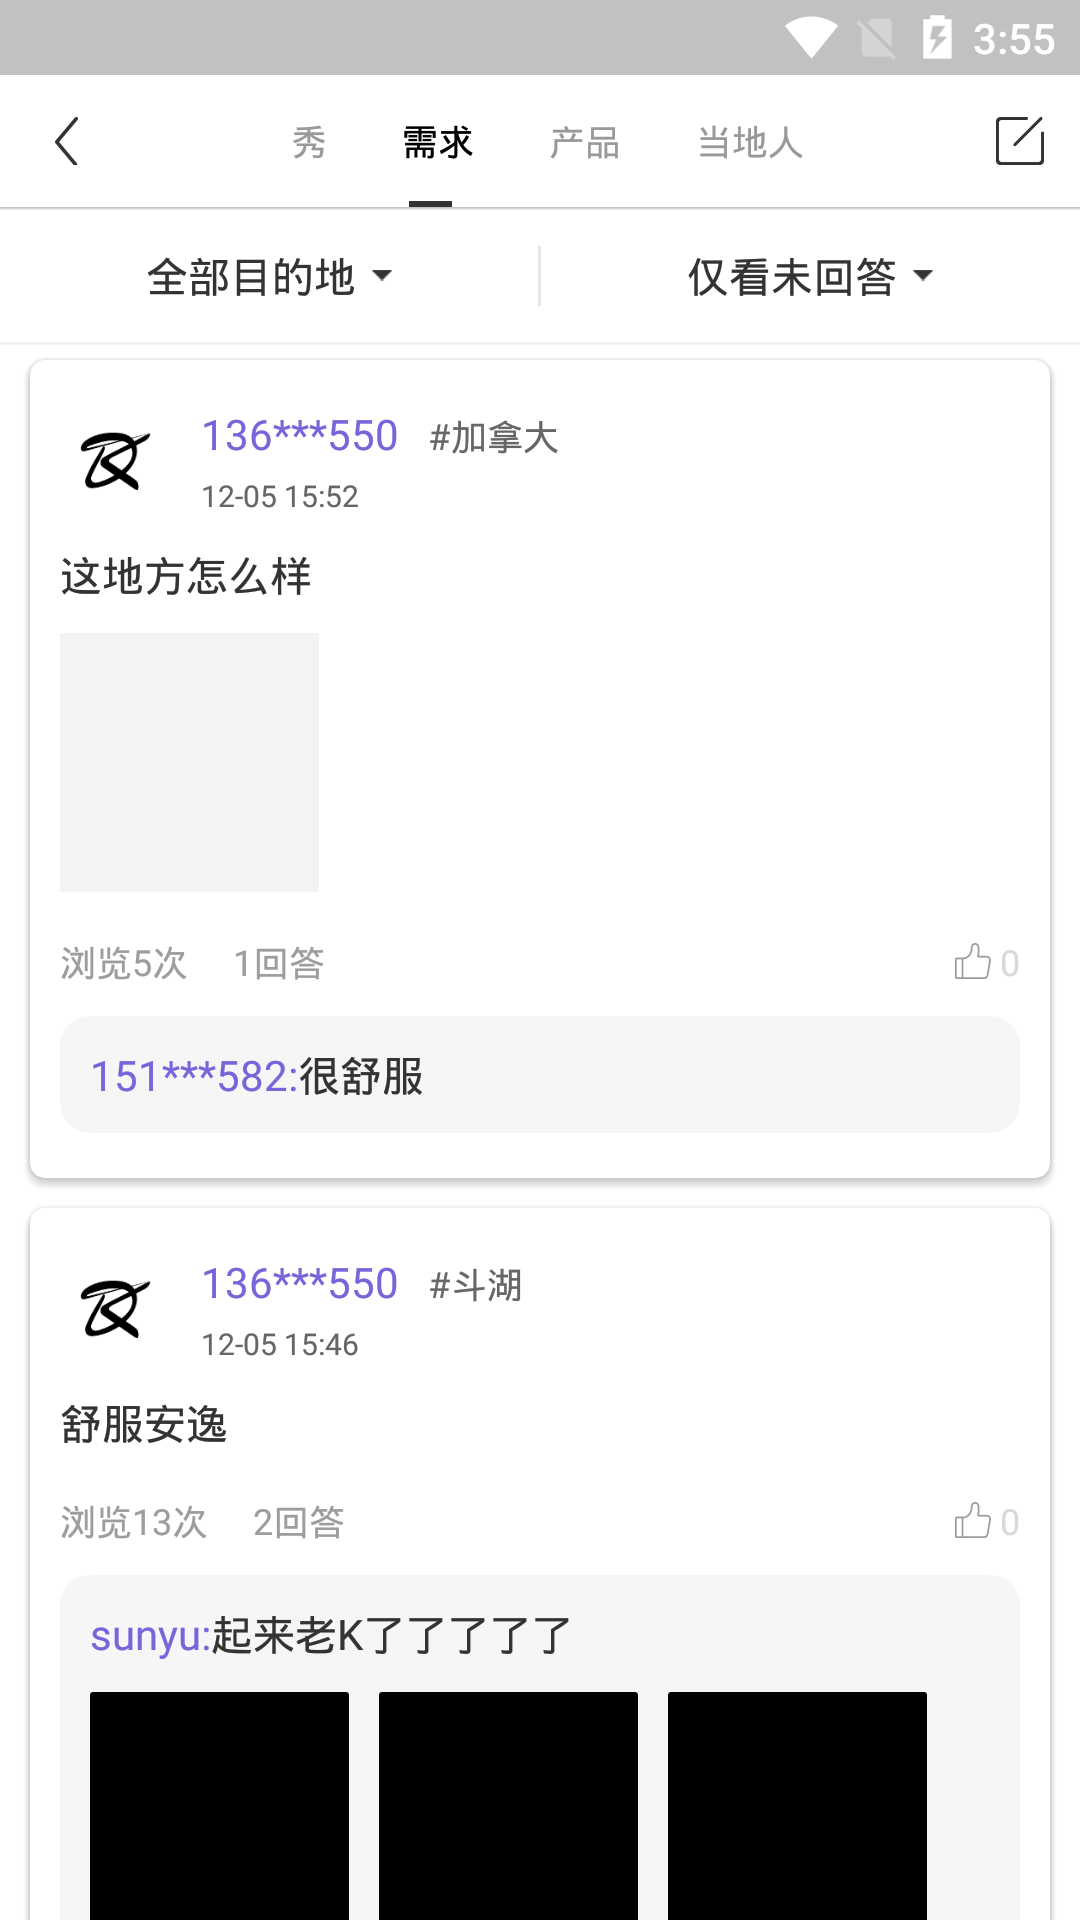 3:55
秀 需求 产品 当地人
全部目的地 仅看未回答
136***550 #加拿大
12-05 15:52
这地方怎么样
浏览5次 1回答 0
151***582:很舒服
136***550 #斗湖
12-05 15:46
舒服安逸
浏览13次 2回答 0
sunyu:起来老K了了了了了